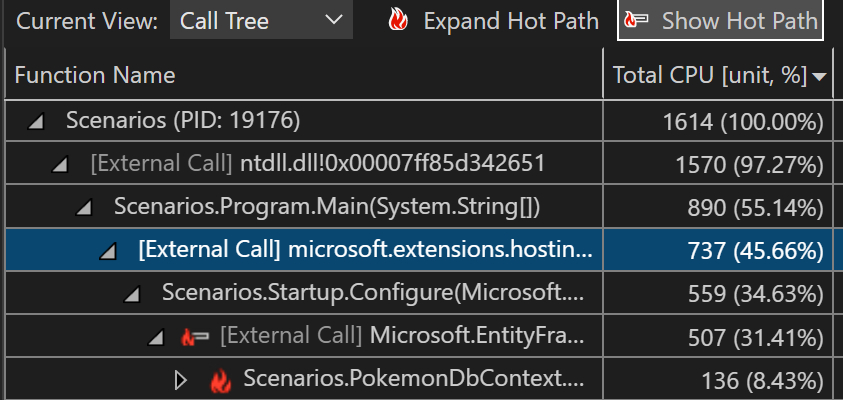 Current View: Call Tree Expand Hot Path Show Hot Path
Function Name Total CPU [unit, %]
Scenarios (PID: 19176) 1614 (100.00%)
[External Call] ntdll.dll!0x00007ff85d342651 1570 (97.27%)
Scenarios.Program.Main(System.String[]) 890 (55.14%)
[External Call] microsoft.extensions.hostin... 737 (45.66%)
Scenarios.Startup.Configure(Microsoft.... 559 (34.63%)
[External Call] Microsoft.EntityFra... 507 (31.41%)
Scenarios.PokemonDbContext.... 136 (8.43%)